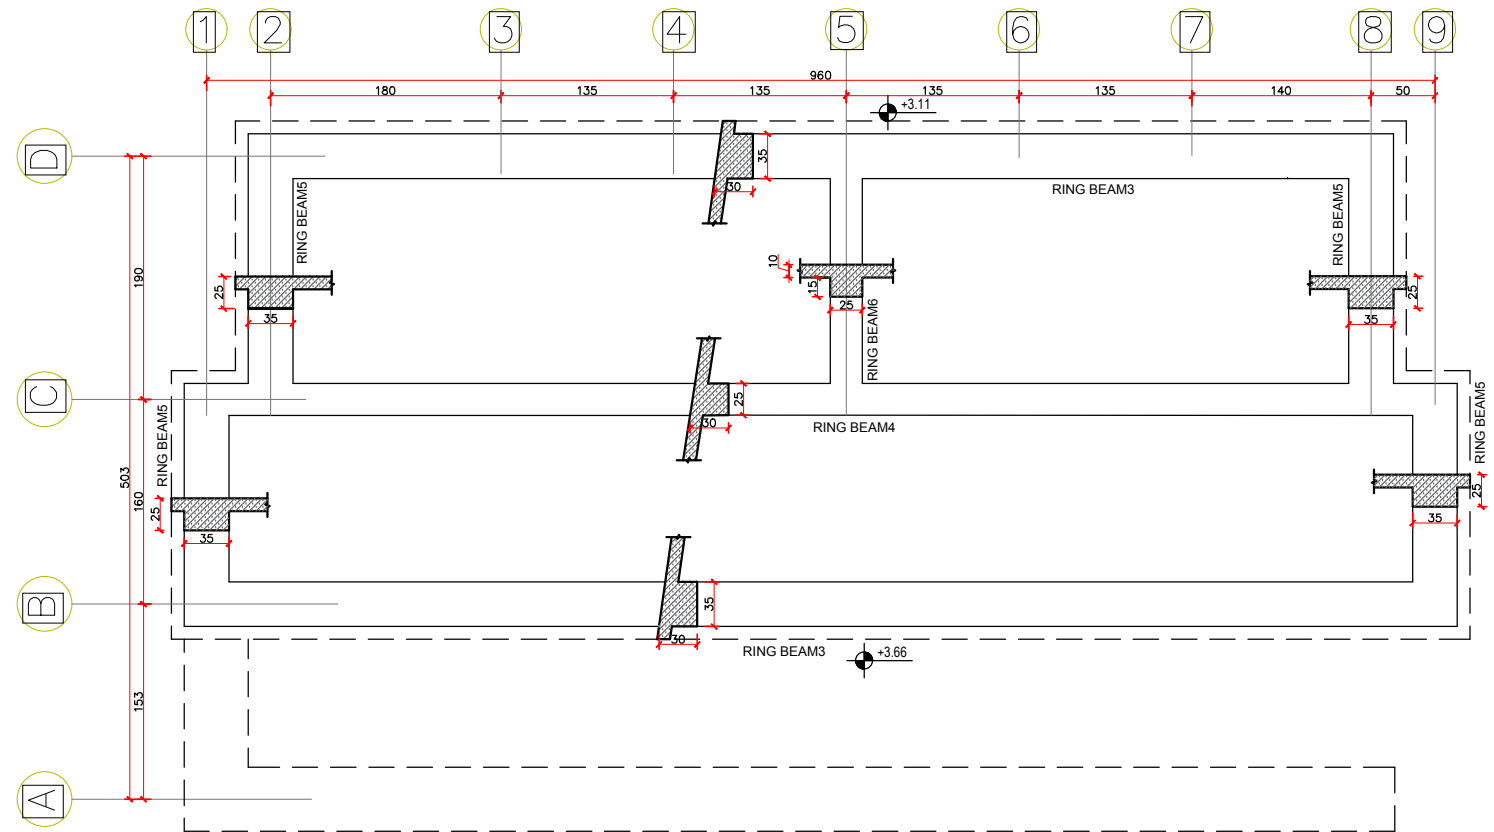 1 2 3 4 5 6 7 8 9
960
180 135 135 135 135 140 50
+3.11
D
35
30
RING BEAM5
RING BEAM3
RING BEAM5
190
10
15
25
25
35
RING BEAM6
25
35
C
25
30
RING BEAM4
RING BEAM5
RING BEAM5
503
160
25
35
25
35
B
35
30
RING BEAM3
+3.66
153
A